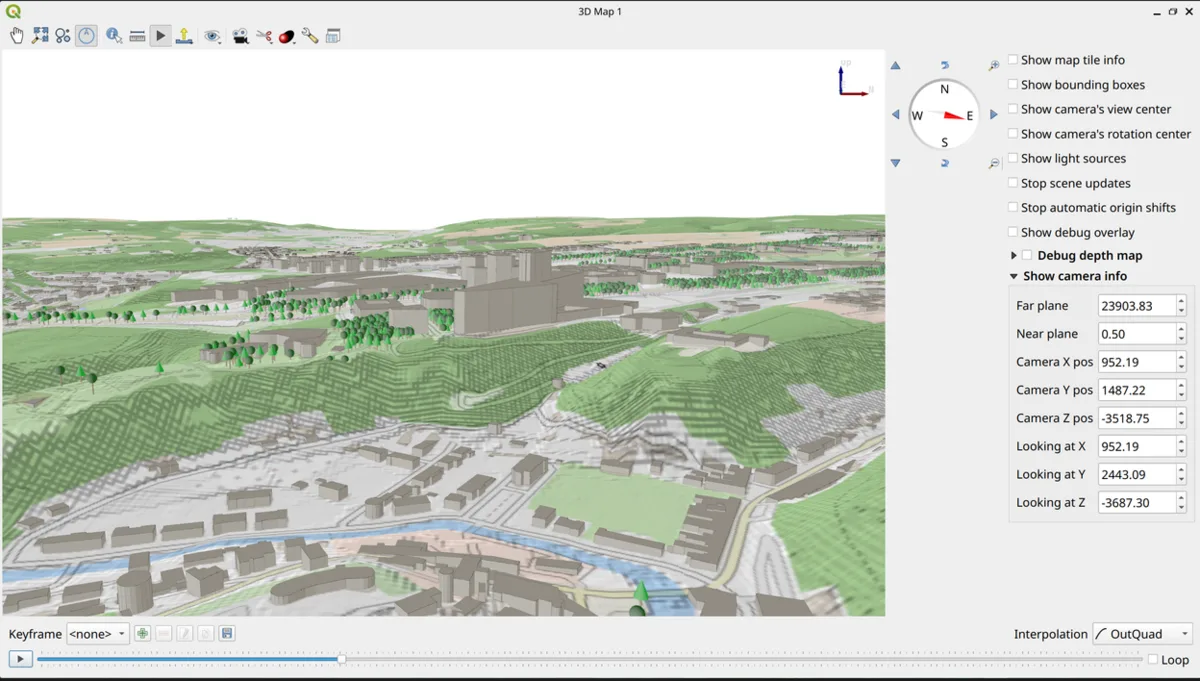 3D Map 1
up
N
N
W
E
S
Show map tile info
Show bounding boxes
Show camera's view center
Show camera's rotation center
Show light sources
Stop scene updates
Stop automatic origin shifts
Show debug overlay
Debug depth map
Show camera info
Far plane 23903.83
Near plane 0.50
Camera X pos 952.19
Camera Y pos 1487.22
Camera Z pos -3518.75
Looking at X 952.19
Looking at Y 2443.09
Looking at Z -3687.30
Keyframe <none>
Interpolation OutQuad
Loop